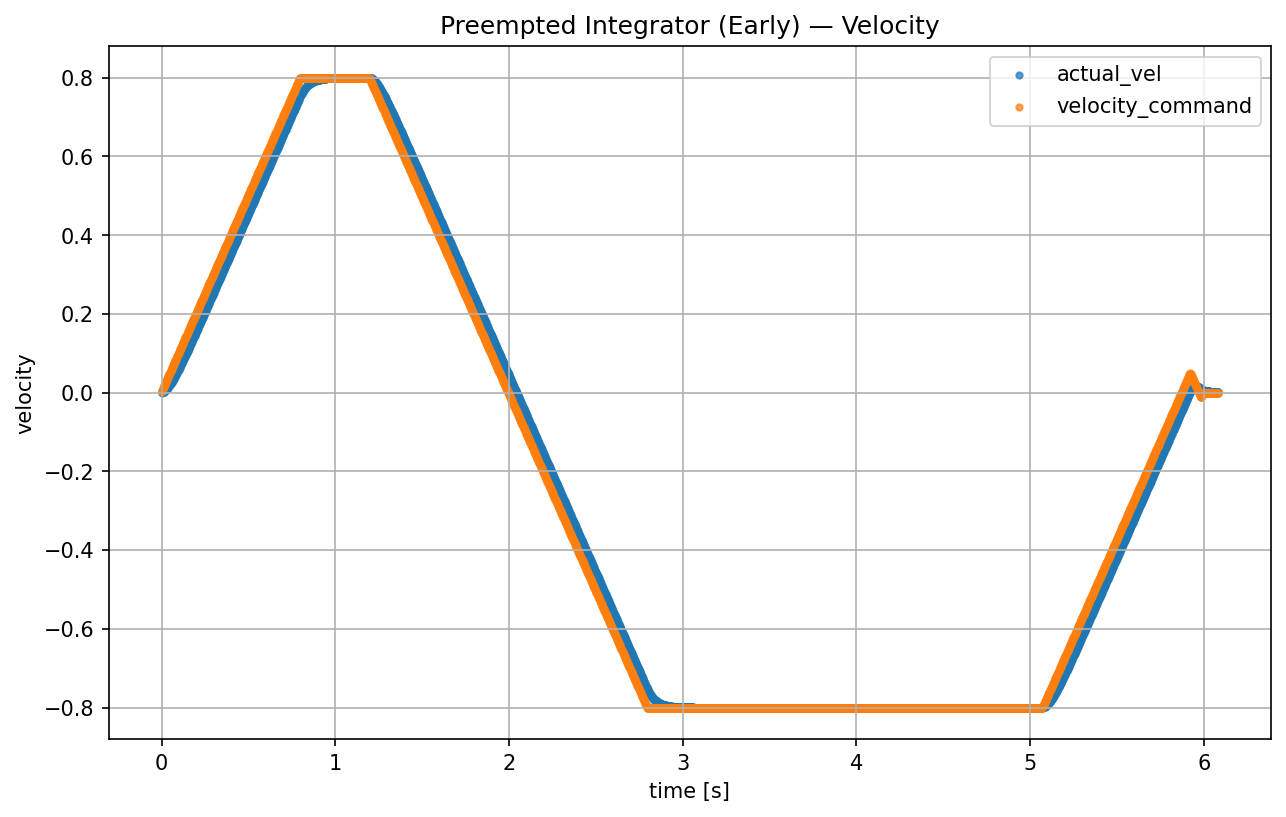 Preempted Integrator (Early) — Velocity
actual_vel
velocity_command
0.8
0.6
0.4
0.2
0.0
−0.2
−0.4
−0.6
−0.8
velocity
0 1 2 3 4 5 6
time [s]